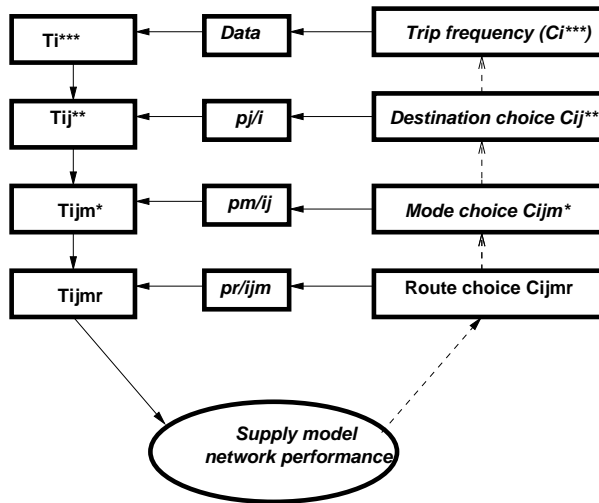 Ti***
Data
Trip frequency (Ci***)
Tij**
pj/i
Destination choice Cij**
Tijm*
pm/ij
Mode choice Cijm*
Tijmr
pr/ijm
Route choice Cijmr
Supply model
network performance